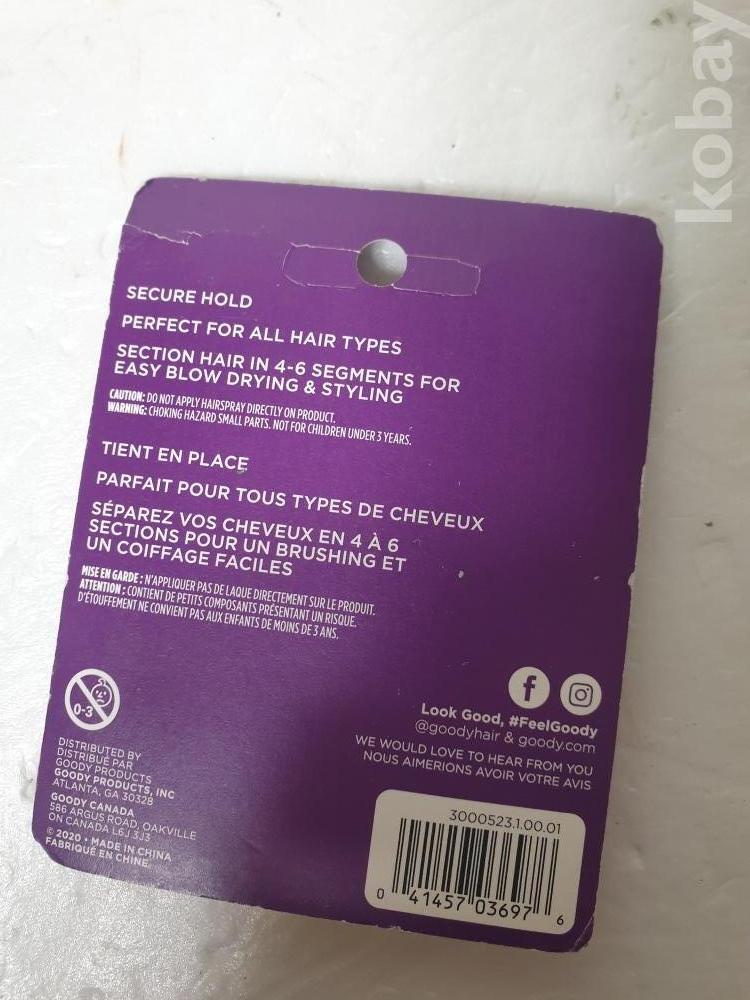 kobay
SECURE HOLD
PERFECT FOR ALL HAIR TYPES
SECTION HAIR IN 4-6 SEGMENTS FOR
EASY BLOW DRYING & STYLING
CAUTION: DO NOT APPLY HAIRSPRAY DIRECTLY ON PRODUCT.
WARNING: CHOKING HAZARD SMALL PARTS. NOT FOR CHILDREN UNDER 3 YEARS.
TIENT EN PLACE
PARFAIT POUR TOUS TYPES DE CHEVEUX
SÉPAREZ VOS CHEVEUX EN 4 À 6
SECTIONS POUR UN BRUSHING ET
UN COIFFAGE FACILES
MISE EN GARDE : N'APPLIQUER PAS DE LAQUE DIRECTEMENT SUR LE PRODUIT.
ATTENTION : CONTIENT DE PETITS COMPOSANTS PRÉSENTANT UN RISQUE.
D'ÉTOUFFEMENT NE CONVIENT PAS AUX ENFANTS DE MOINS DE 3 ANS.
0-3
f
Look Good, #FeelGoody
@goodyhair & goody.com
WE WOULD LOVE TO HEAR FROM YOU
NOUS AIMERIONS AVOIR VOTRE AVIS
DISTRIBUTED BY
DISTRIBUÉ PAR
GOODY PRODUCTS
GOODY PRODUCTS, INC
ATLANTA, GA 30328
GOODY CANADA
586 ARGUS ROAD, OAKVILLE
ON CANADA L6J 3J3
© 2020 • MADE IN CHINA
FABRIQUÉ EN CHINE
3000523.1.00.01
0 41457 03697 6